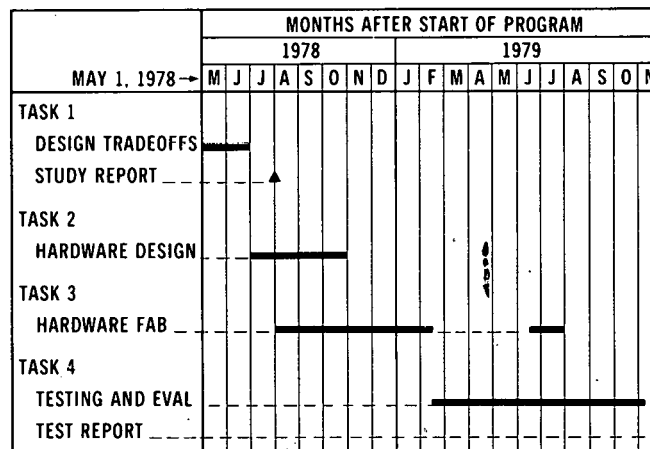 MONTHS AFTER START OF PROGRAM
1978 1979
MAY 1, 1978 M J J A S O N D J F M A M J J A S O N
TASK 1
DESIGN TRADEOFFS
STUDY REPORT
TASK 2
HARDWARE DESIGN
TASK 3
HARDWARE FAB
TASK 4
TESTING AND EVAL
TEST REPORT